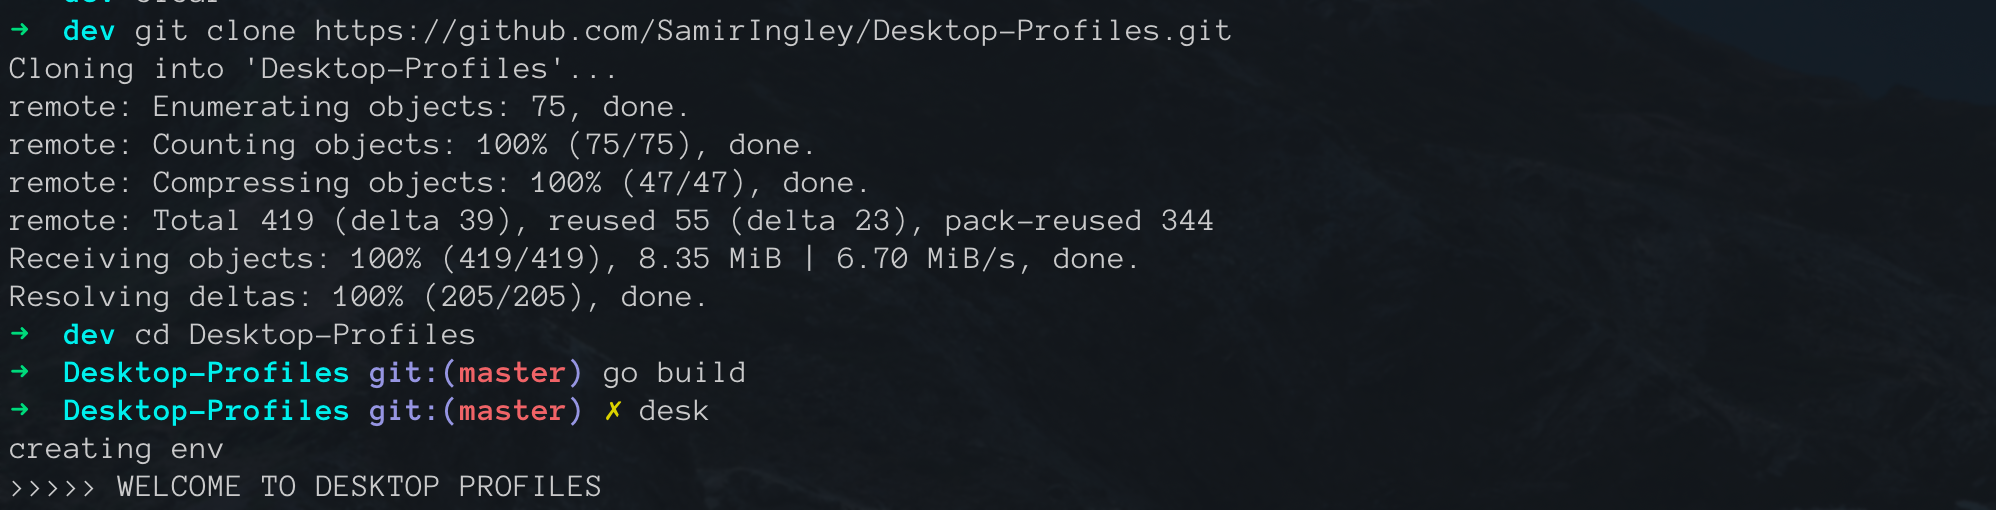 dev clear
➜  dev git clone https://github.com/SamirIngley/Desktop-Profiles.git
Cloning into 'Desktop-Profiles'...
remote: Enumerating objects: 75, done.
remote: Counting objects: 100% (75/75), done.
remote: Compressing objects: 100% (47/47), done.
remote: Total 419 (delta 39), reused 55 (delta 23), pack-reused 344
Receiving objects: 100% (419/419), 8.35 MiB | 6.70 MiB/s, done.
Resolving deltas: 100% (205/205), done.
➜  dev cd Desktop-Profiles
➜  Desktop-Profiles git:(master) go build
➜  Desktop-Profiles git:(master) ✗ desk
creating env
>>>>> WELCOME TO DESKTOP PROFILES